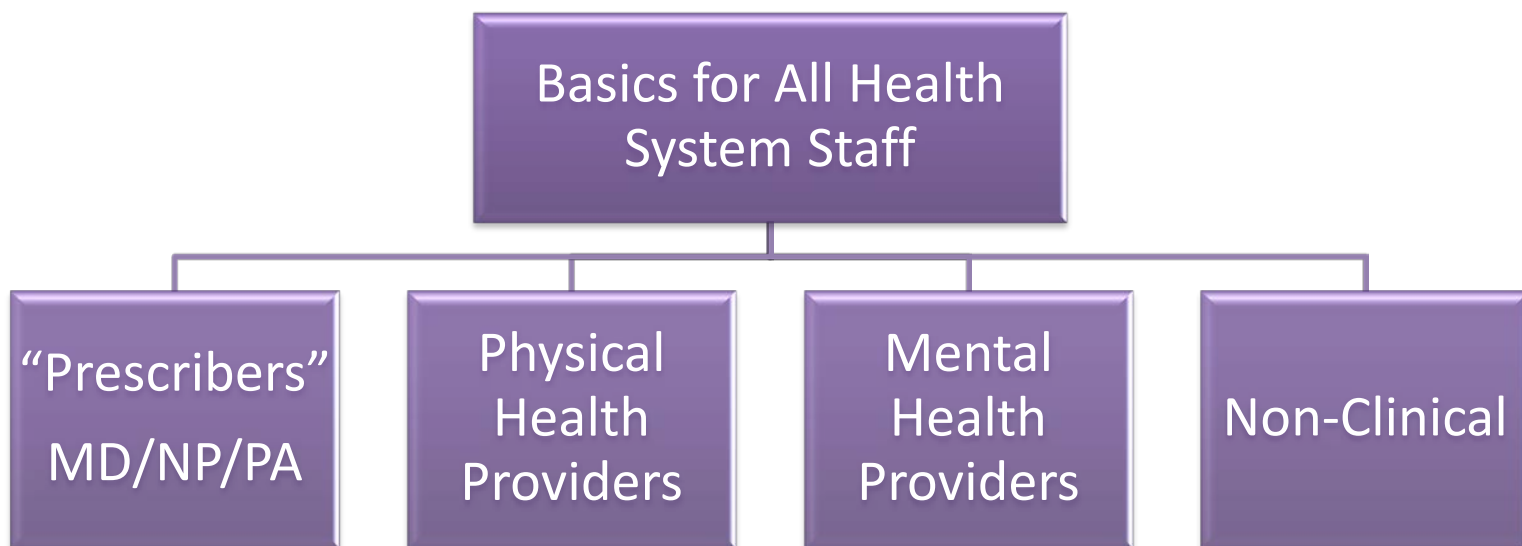 Basics for All Health
System Staff
“Prescribers”
MD/NP/PA
Physical
Health
Providers
Mental
Health
Providers
Non-Clinical